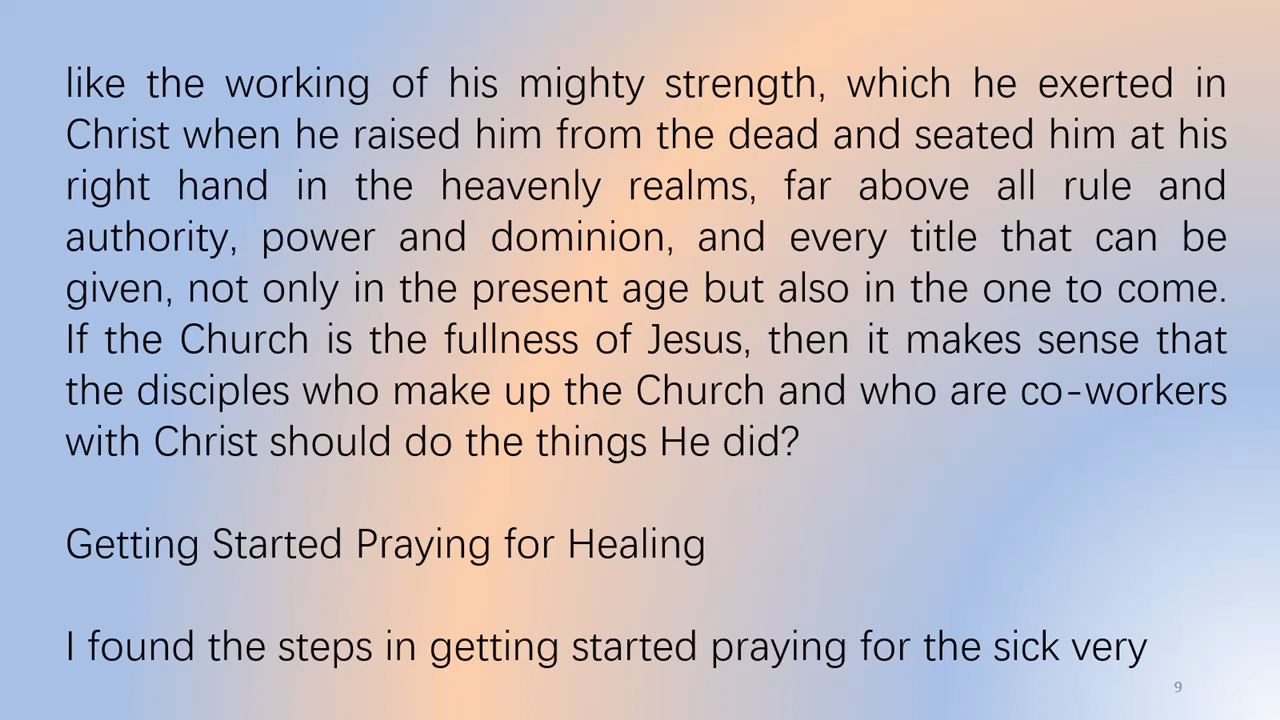 like the working of his mighty strength, which he exerted in
Christ when he raised him from the dead and seated him at his
right hand in the heavenly realms, far above all rule and
authority, power and dominion, and every title that can be
given, not only in the present age but also in the one to come.
If the Church is the fullness of Jesus, then it makes sense that
the disciples who make up the Church and who are co-workers
with Christ should do the things He did?
Getting Started Praying for Healing
I found the steps in getting started praying for the sick very
9